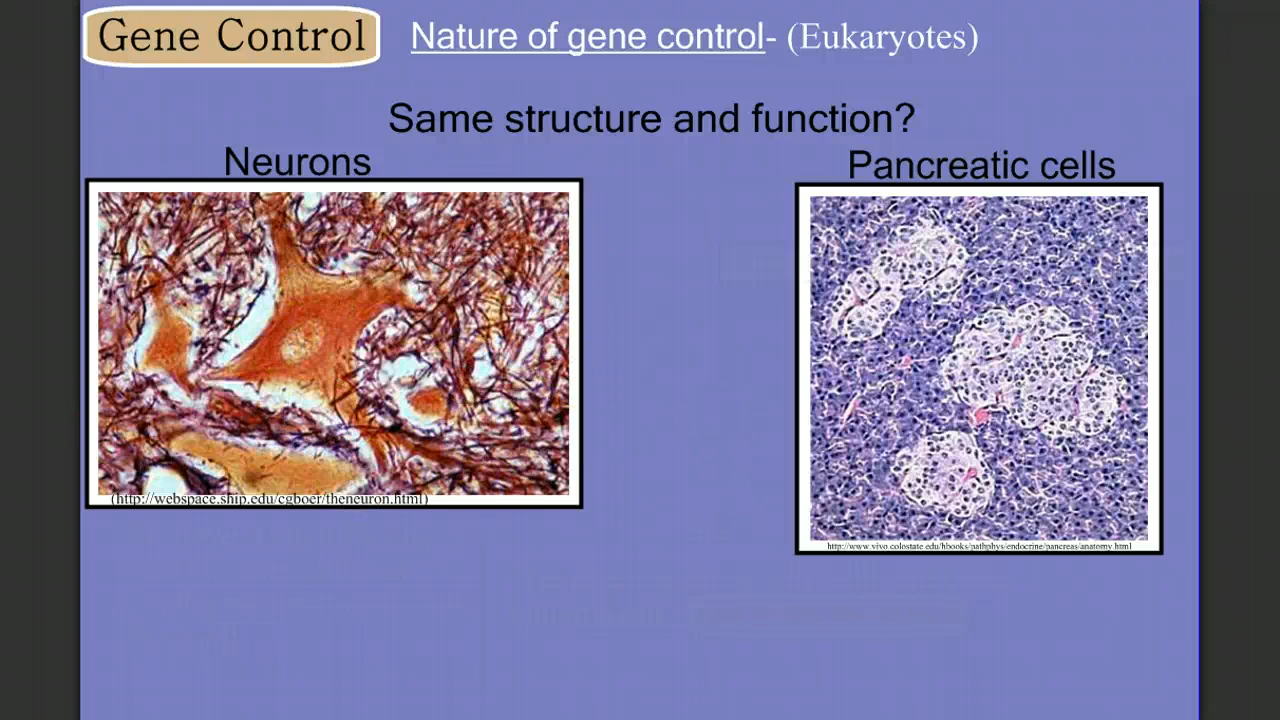 Gene Control
Nature of gene control- (Eukaryotes)
Same structure and function?
Neurons
Pancreatic cells
(http://webspace.ship.edu/cgboer/theneuron.html)
http://www.vivo.colostate.edu/hbooks/pathphys/endocrine/pancreas/anatomy.html